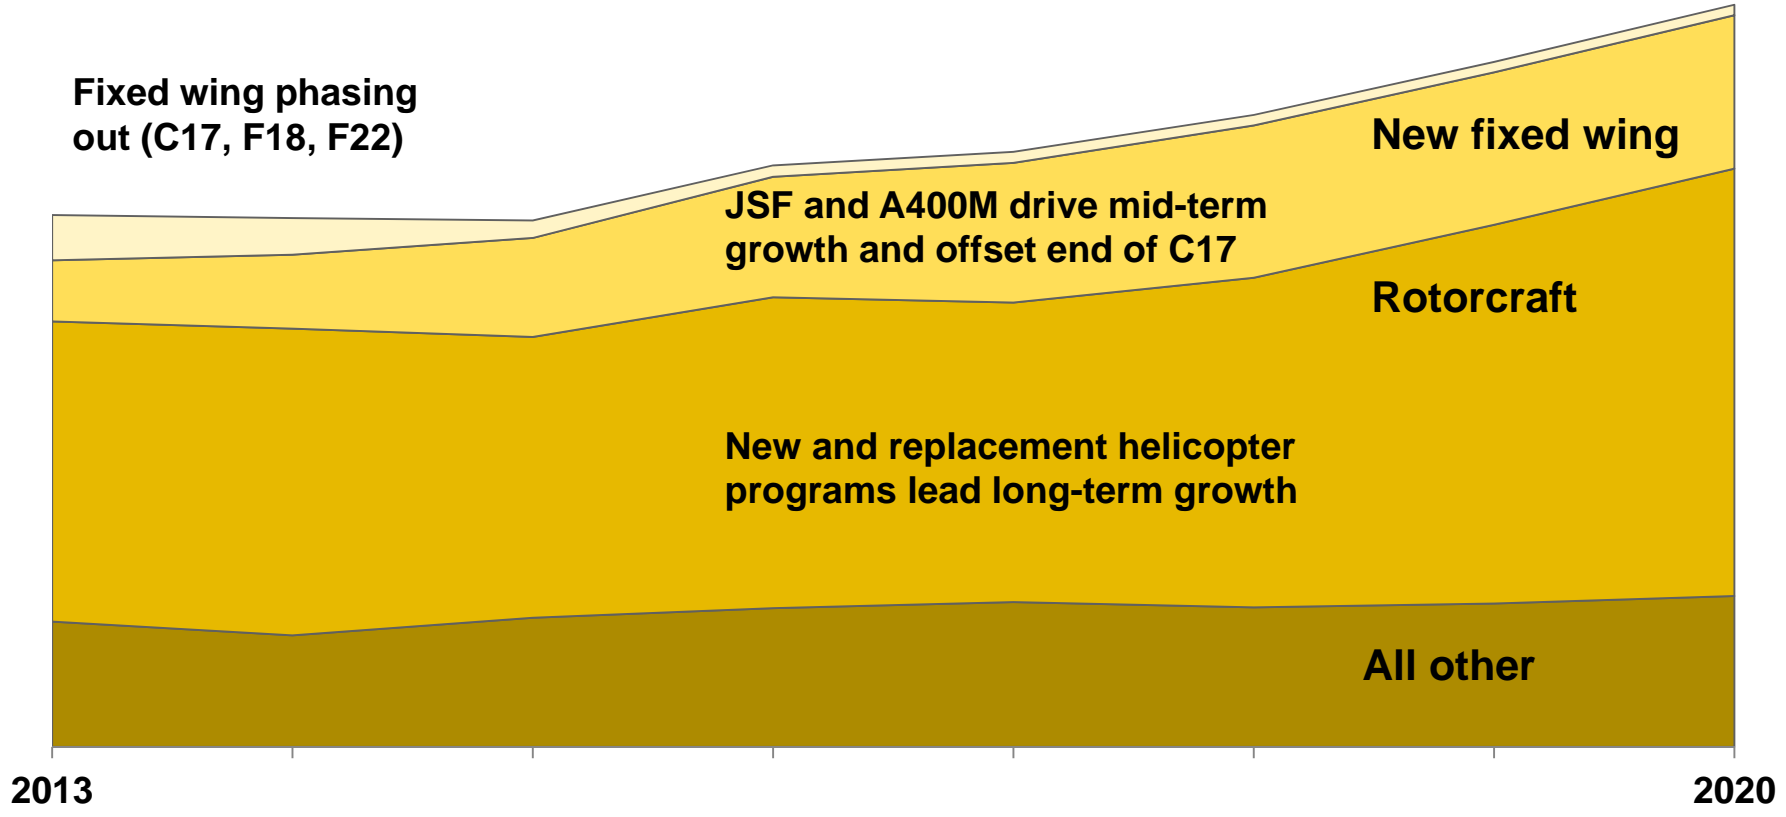 Fixed wing phasing
out (C17, F18, F22)
New fixed wing
JSF and A400M drive mid-term
growth and offset end of C17
Rotorcraft
New and replacement helicopter
programs lead long-term growth
All other
2013
2020